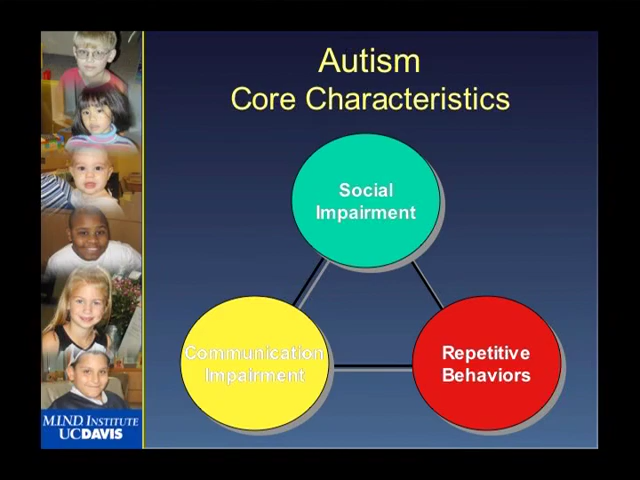 Autism
Core Characteristics
Social
Impairment
Communication
Impairment
Repetitive
Behaviors
M.I.N.D. INSTITUTE
UCDAVIS